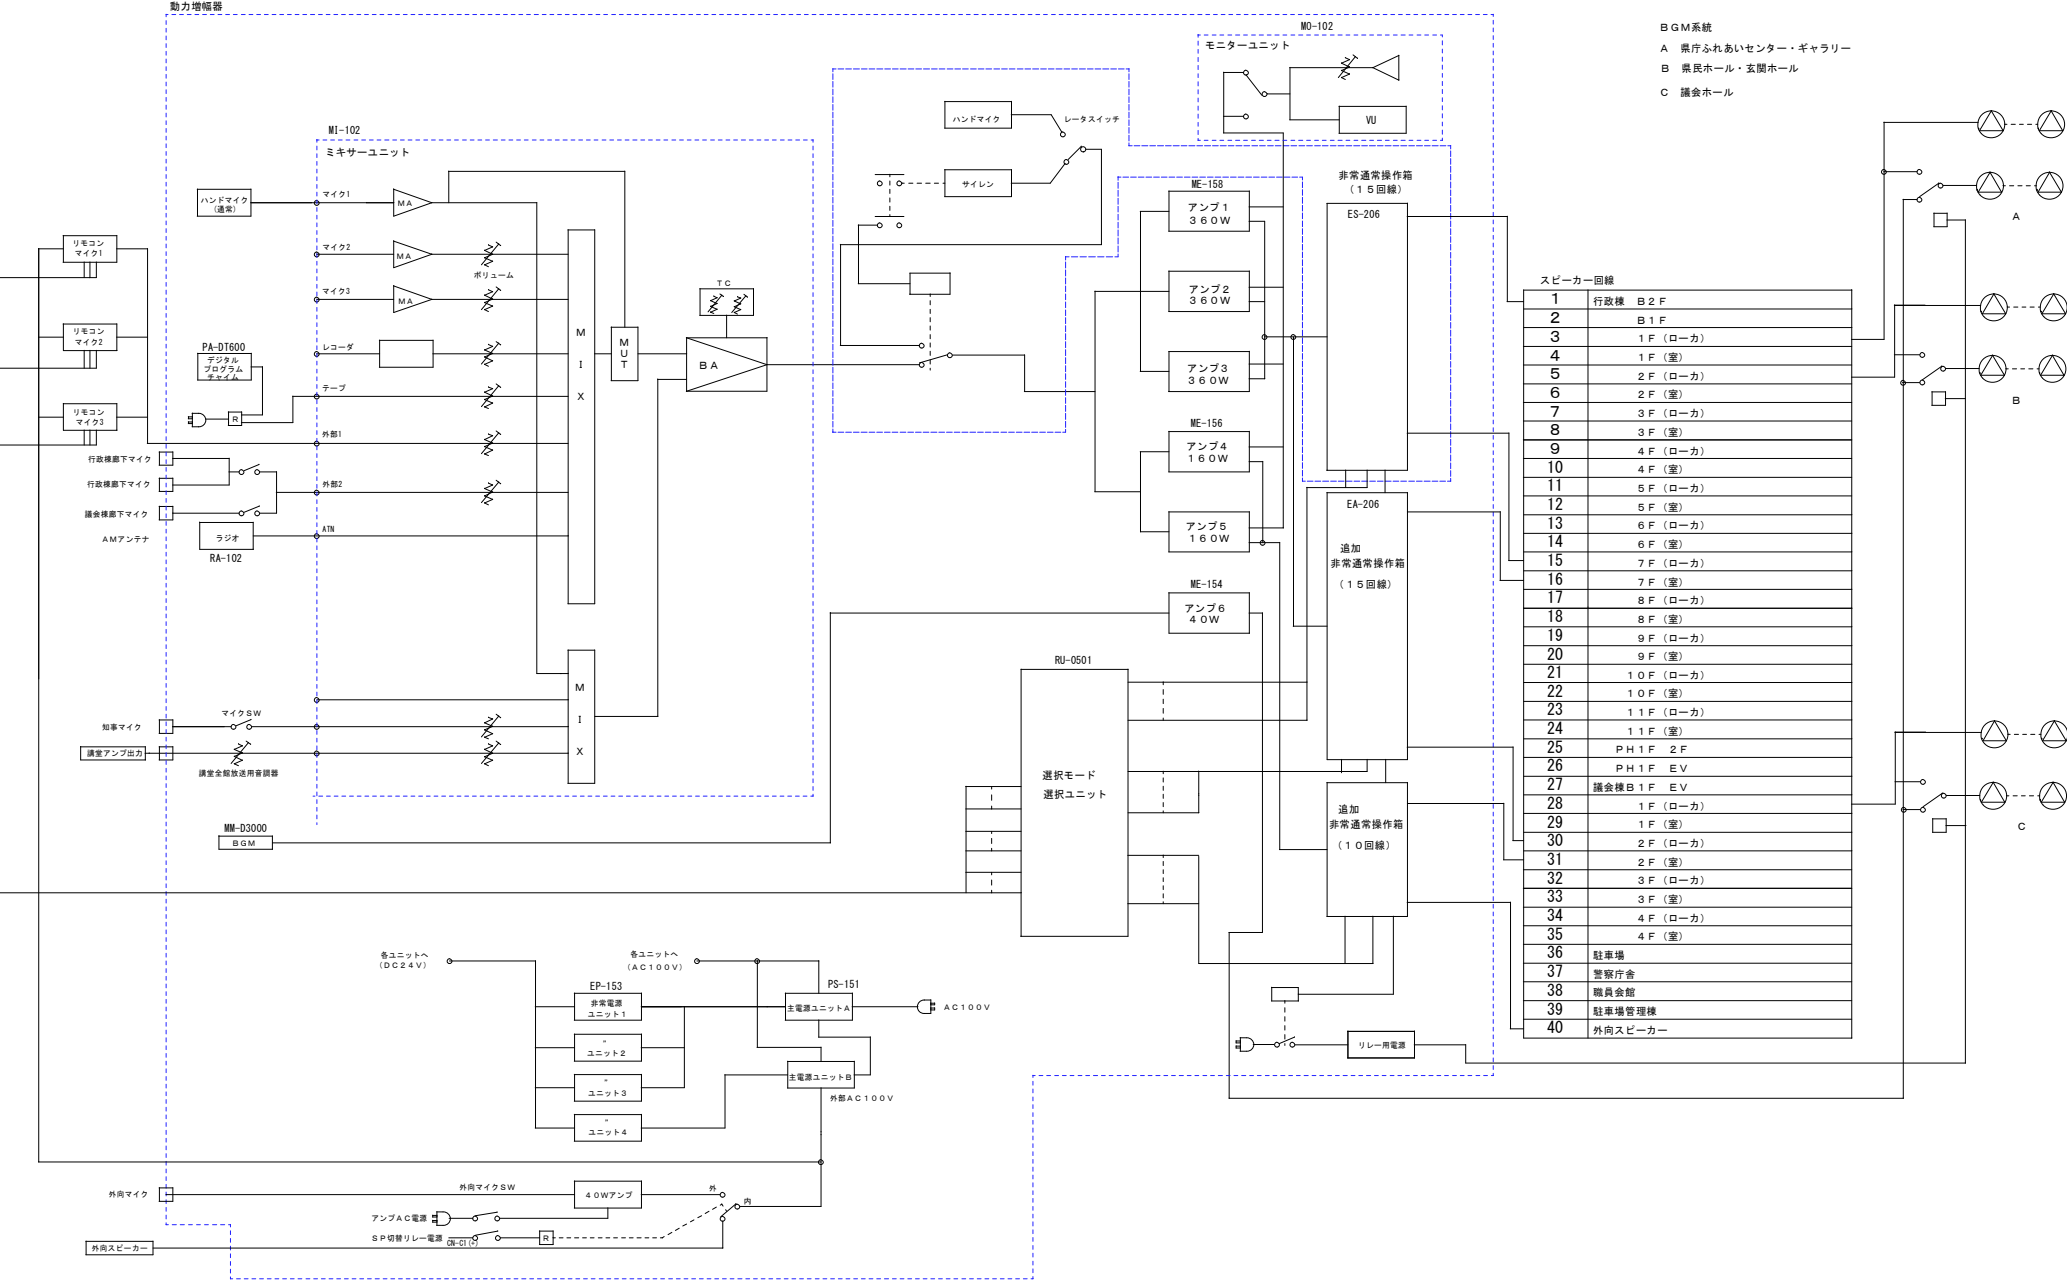 動力増幅器
MO-102
モニターユニット
VU
BGM系統
A 県庁ふれあいセンター・ギャラリー
B 県民ホール・玄関ホール
C 議会ホール
MI-102
ミキサーユニット
ハンドマイク
(通常)
マイク1
MA
マイク2
MA
ボリューム
マイク3
MA
レコーダ
テープ
外部1
外部2
ATN
MIX
MUT
TC
BA
ハンドマイク
レータスイッチ
サイレン
リモコン
マイク1
リモコン
マイク2
リモコン
マイク3
PA-DT600
デジタル
プログラム
チャイム
R
行政棟廊下マイク
行政棟廊下マイク
議会棟廊下マイク
AMアンテナ
ラジオ
RA-102
ME-158
アンプ1
360W
アンプ2
360W
アンプ3
360W
ME-156
アンプ4
160W
アンプ5
160W
ME-154
アンプ6
40W
非常通常操作箱
(15回線)
ES-206
EA-206
追加
非常通常操作箱
(15回線)
追加
非常通常操作箱
(10回線)
RU-0501
選択モード
選択ユニット
MIX
知事マイク
マイクSW
講堂アンプ出力
講堂全館放送用音調器
MM-D3000
BGM
スピーカー回線
1 行政棟 B2F
2 B1F
3 1F(ローカ)
4 1F(室)
5 2F(ローカ)
6 2F(室)
7 3F(ローカ)
8 3F(室)
9 4F(ローカ)
10 4F(室)
11 5F(ローカ)
12 5F(室)
13 6F(ローカ)
14 6F(室)
15 7F(ローカ)
16 7F(室)
17 8F(ローカ)
18 8F(室)
19 9F(ローカ)
20 9F(室)
21 10F(ローカ)
22 10F(室)
23 11F(ローカ)
24 11F(室)
25 PH1F 2F
26 PH1F EV
27 議会棟B1F EV
28 1F(ローカ)
29 1F(室)
30 2F(ローカ)
31 2F(室)
32 3F(ローカ)
33 3F(室)
34 4F(ローカ)
35 4F(室)
36 駐車場
37 警察庁舎
38 職員会館
39 駐車場管理棟
40 外向スピーカー
A
B
C
各ユニットへ
(DC24V)
各ユニットへ
(AC100V)
EP-153
非常電源
ユニット1
"
ユニット2
"
ユニット3
"
ユニット4
PS-151
主電源ユニットA
AC100V
主電源ユニットB
外部AC100V
リレー用電源
外向マイク
外向マイクSW
40Wアンプ
外
内
アンプAC電源
SP切替リレー電源
CN-C1(+)
R
外向スピーカー